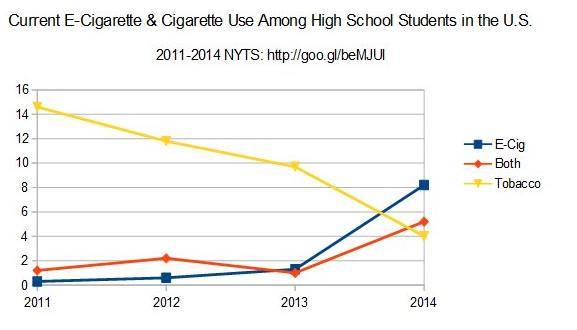 Current E-Cigarette & Cigarette Use Among High School Students in the U.S.
2011-2014 NYTS: http://goo.gl/beMJUl
16
14
12
10
8
6
4
2
0
2011 2012 2013 2014
E-Cig
Both
Tobacco